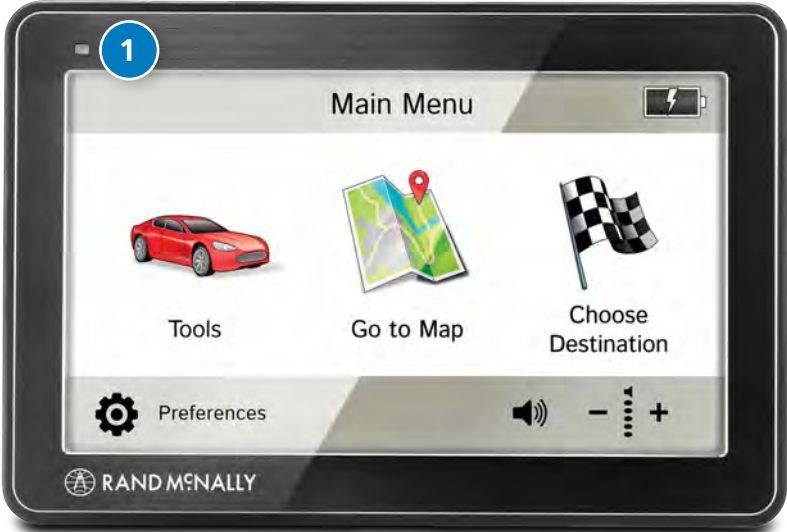 1
Main Menu
Tools
Go to Map
Choose
Destination
Preferences
− +
RAND MCNALLY